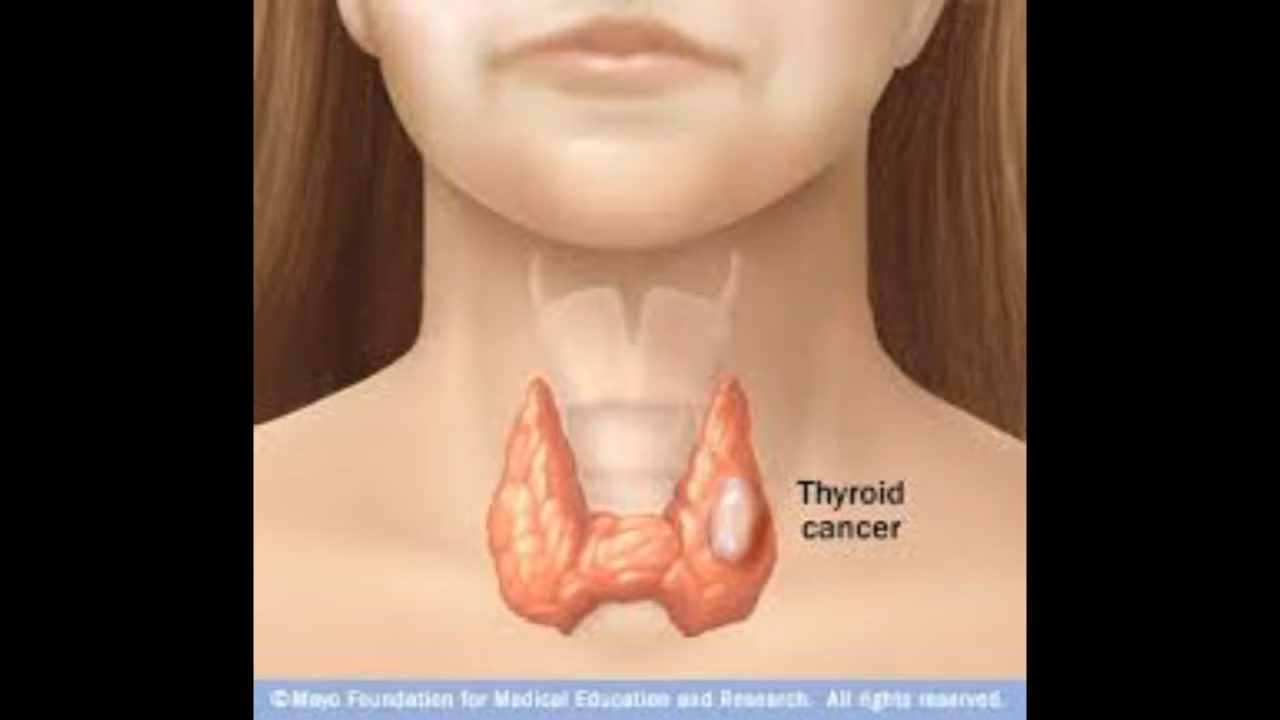 Thyroid
cancer
©Mayo Foundation for Medical Education and Research. All rights reserved.